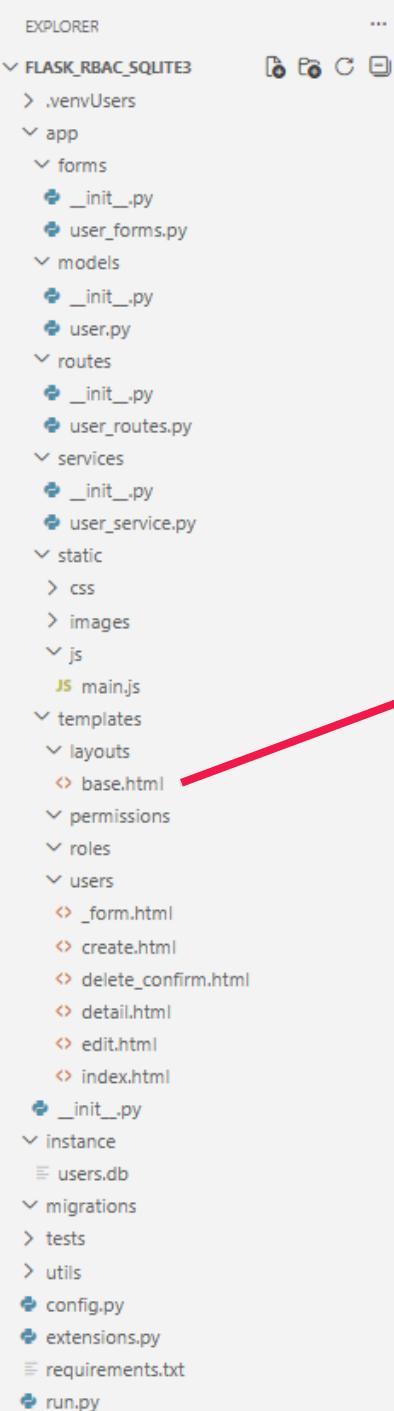 EXPLORER ...
FLASK_RBAC_SQLITE3
.venvUsers
app
forms
__init__.py
user_forms.py
models
__init__.py
user.py
routes
__init__.py
user_routes.py
services
__init__.py
user_service.py
static
css
images
js
JS main.js
templates
layouts
<> base.html
permissions
roles
users
<> _form.html
<> create.html
<> delete_confirm.html
<> detail.html
<> edit.html
<> index.html
__init__.py
instance
users.db
migrations
tests
utils
config.py
extensions.py
requirements.txt
run.py